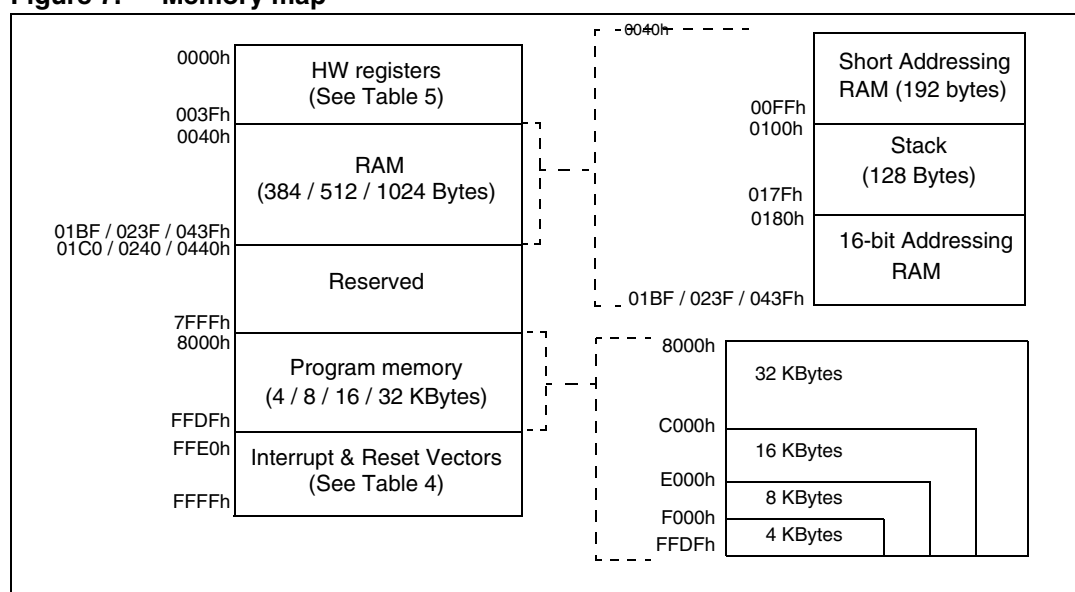 Figure 7. Memory map
0000h
HW registers
(See Table 5)
003Fh
0040h
RAM
(384 / 512 / 1024 Bytes)
01BF / 023F / 043Fh
01C0 / 0240 / 0440h
Reserved
7FFFh
8000h
Program memory
(4 / 8 / 16 / 32 KBytes)
FFDFh
FFE0h
Interrupt & Reset Vectors
(See Table 4)
FFFFh
0040h
Short Addressing
RAM (192 bytes)
00FFh
0100h
Stack
(128 Bytes)
017Fh
0180h
16-bit Addressing
RAM
01BF / 023F / 043Fh
8000h
32 KBytes
C000h
16 KBytes
E000h
8 KBytes
F000h
4 KBytes
FFDFh